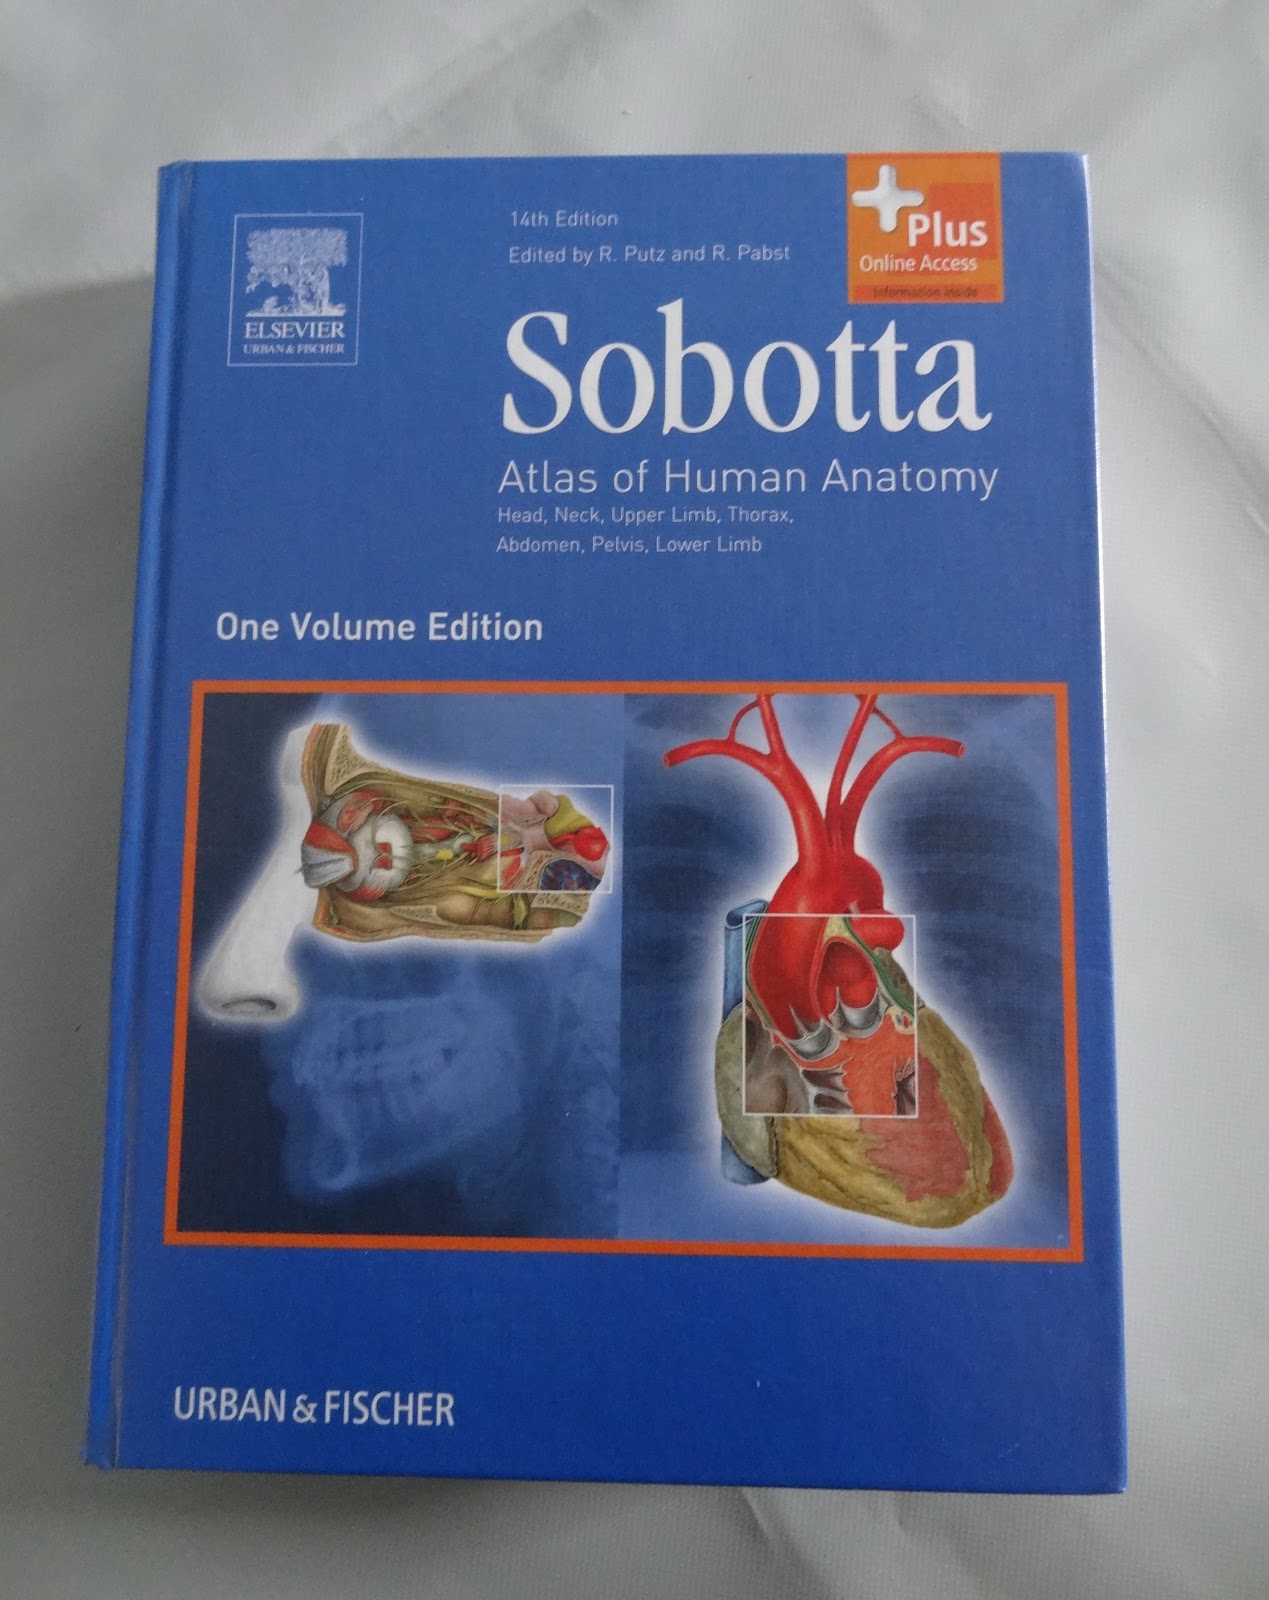 14th Edition
Edited by R. Putz and R. Pabst
Plus
Online Access
Information inside
ELSEVIER
URBAN & FISCHER
Sobotta
Atlas of Human Anatomy
Head, Neck, Upper Limb, Thorax,
Abdomen, Pelvis, Lower Limb
One Volume Edition
URBAN & FISCHER